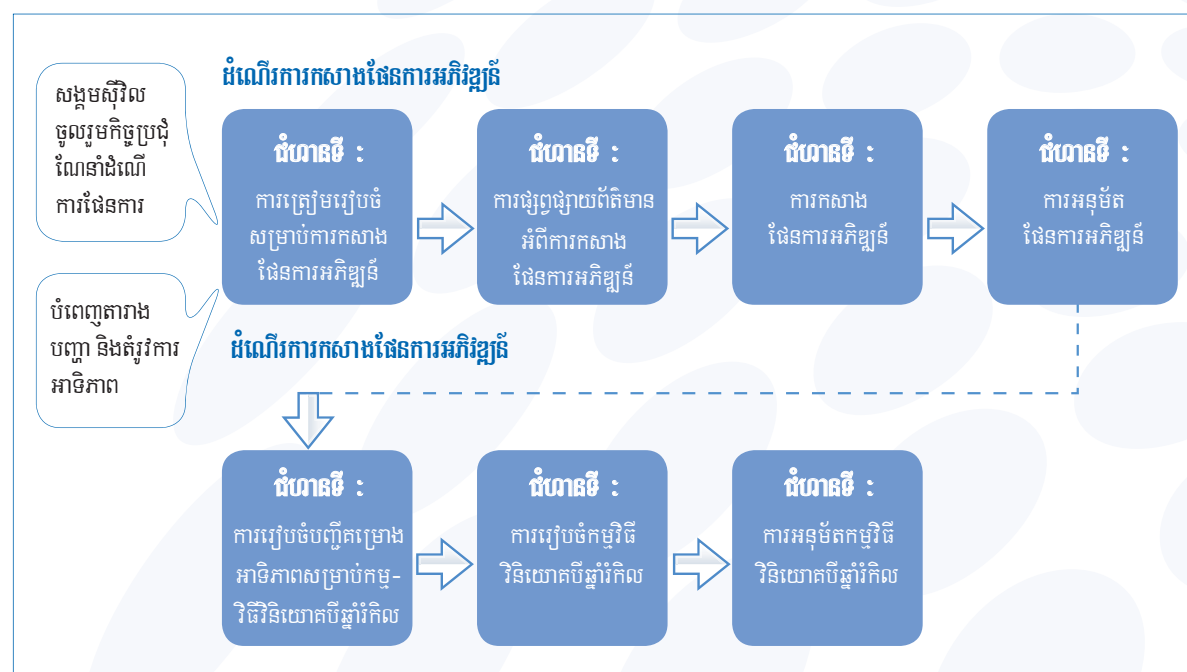 ដំណើរការកសាងផែនការអភិវឌ្ឍន៍
សង្គមស៊ីវិល
ចូលរួមកិច្ចប្រជុំ
ណែនាំដំណើ
ការផែនការ
ជំហានទី :
ការត្រៀមរៀបចំ
សម្រាប់ការកសាង
ផែនការអភិឌ្ឍន៍
ជំហានទី :
ការផ្សព្វផ្សាយព័ត៌មាន
អំពីការកសាង
ផែនការអភិឌ្ឍន៍
ជំហានទី :
ការកសាង
ផែនការអភិឌ្ឍន៍
ជំហានទី :
ការអនុម័ត
ផែនការអភិឌ្ឍន៍
បំពេញតារាង
បញ្ហា និងតំរូវការ
អាទិភាព
ដំណើរការកសាងផែនការអភិវឌ្ឍន៍
ជំហានទី :
ការរៀបចំបញ្ជីគម្រោង
អាទិភាពសម្រាប់កម្ម-
វិធីវិនិយោគបីឆ្នាំរំកិល
ជំហានទី :
ការរៀបចំកម្មវិធី
វិនិយោគបីឆ្នាំរំកិល
ជំហានទី :
ការអនុម័តកម្មវិធី
វិនិយោគបីឆ្នាំរំកិល